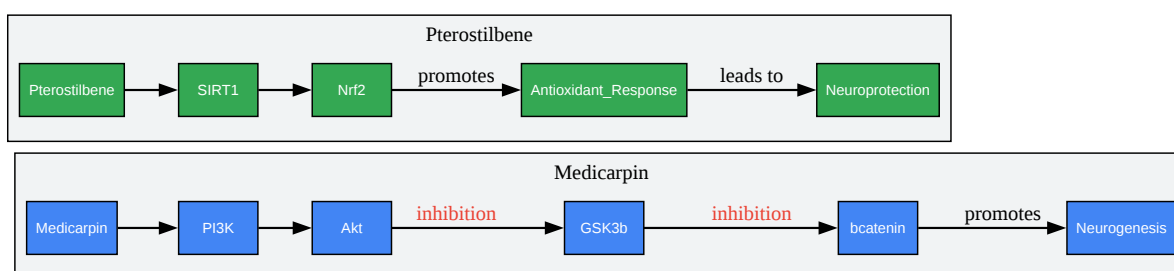 Pterostilbene
promotes
leads to
Pterostilbene
SIRT1
Nrf2
Antioxidant_Response
Neuroprotection
Medicarpin
inhibition
inhibition
promotes
Medicarpin
PI3K
Akt
GSK3b
bcatenin
Neurogenesis